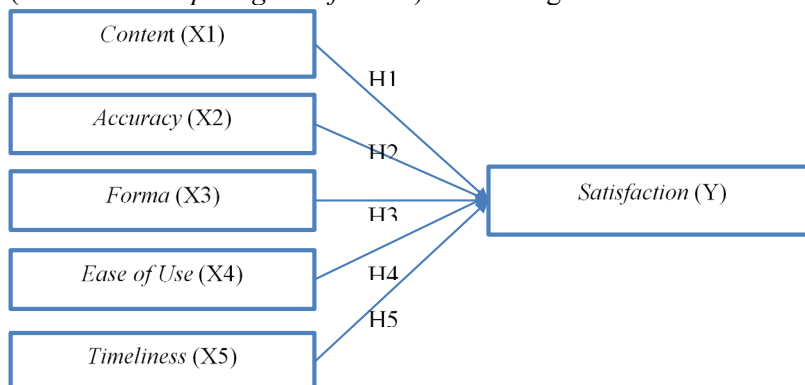 Content (X1)
H1
Accuracy (X2)
H2
Satisfaction (Y)
Forma (X3)
H3
Ease of Use (X4)
H4
H5
Timeliness (X5)